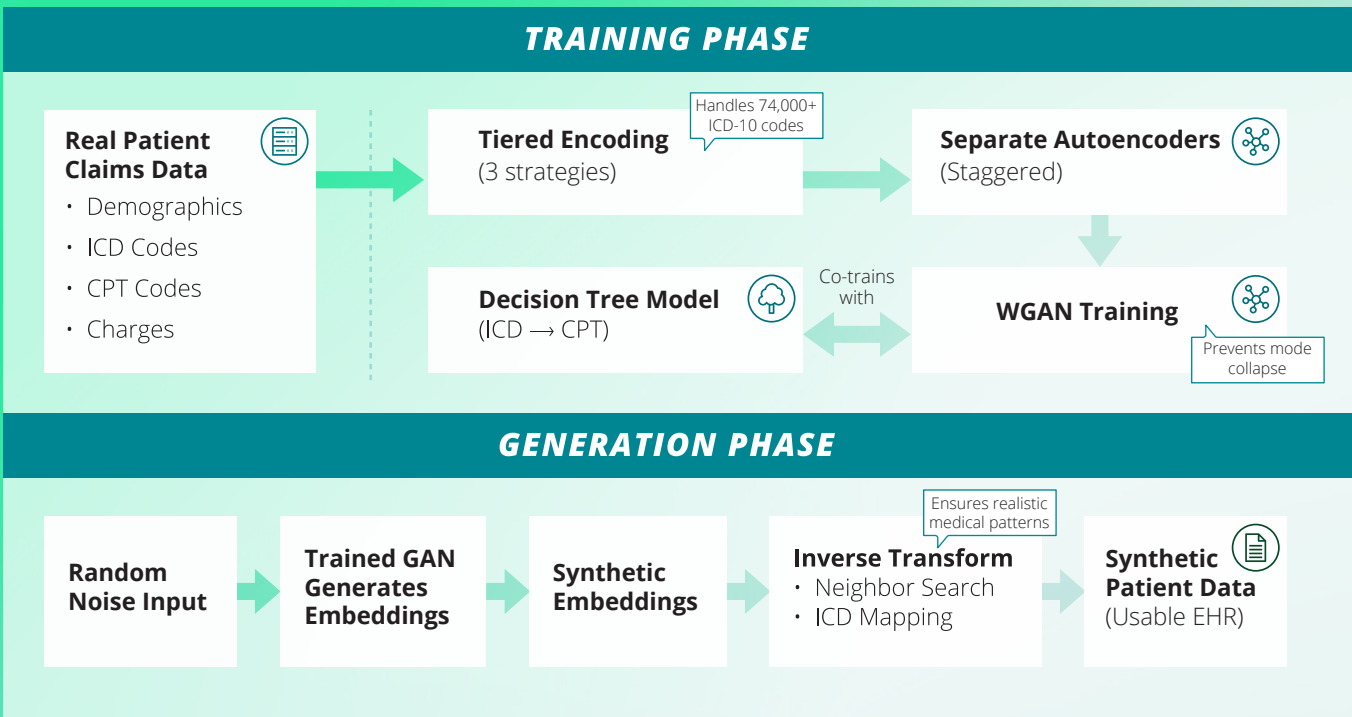 TRAINING PHASE
Real Patient
Claims Data
• Demographics
• ICD Codes
• CPT Codes
• Charges
Tiered Encoding
(3 strategies)
Handles 74,000+
ICD-10 codes
Separate Autoencoders
(Staggered)
Decision Tree Model
(ICD → CPT)
Co-trains
with
WGAN Training
Prevents mode
collapse
GENERATION PHASE
Random
Noise Input
Trained GAN
Generates
Embeddings
Synthetic
Embeddings
Ensures realistic
medical patterns
Inverse Transform
• Neighbor Search
• ICD Mapping
Synthetic
Patient Data
(Usable EHR)